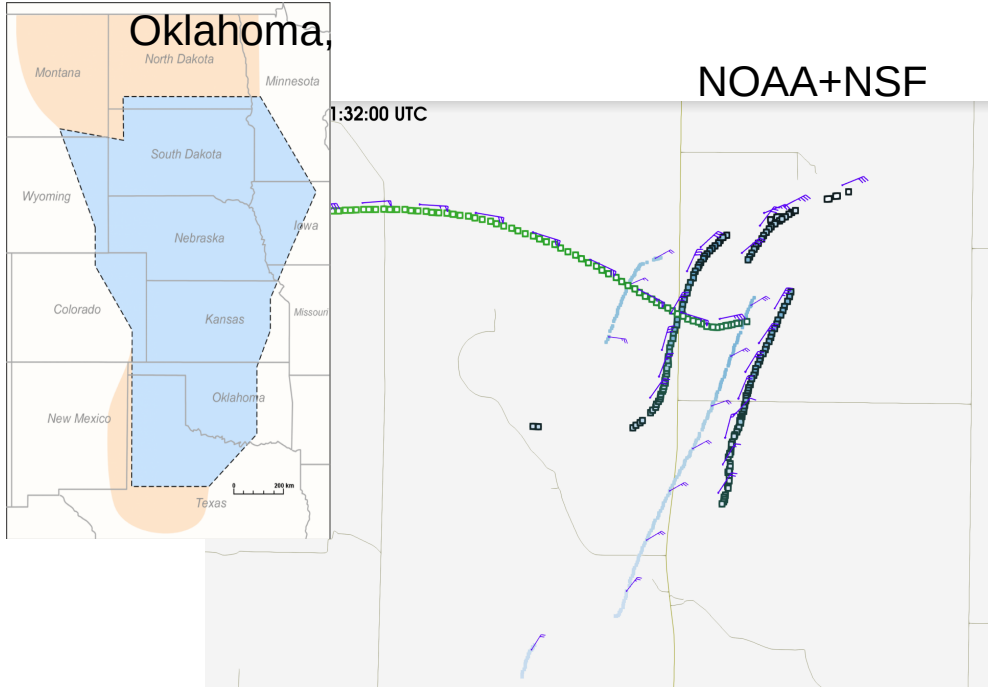 Oklahoma,
NOAA+NSF
1:32:00 UTC
Montana
North Dakota
Minnesota
South Dakota
Wyoming
Iowa
Nebraska
Colorado
Kansas
Missouri
New Mexico
Oklahoma
0 200 km
Texas